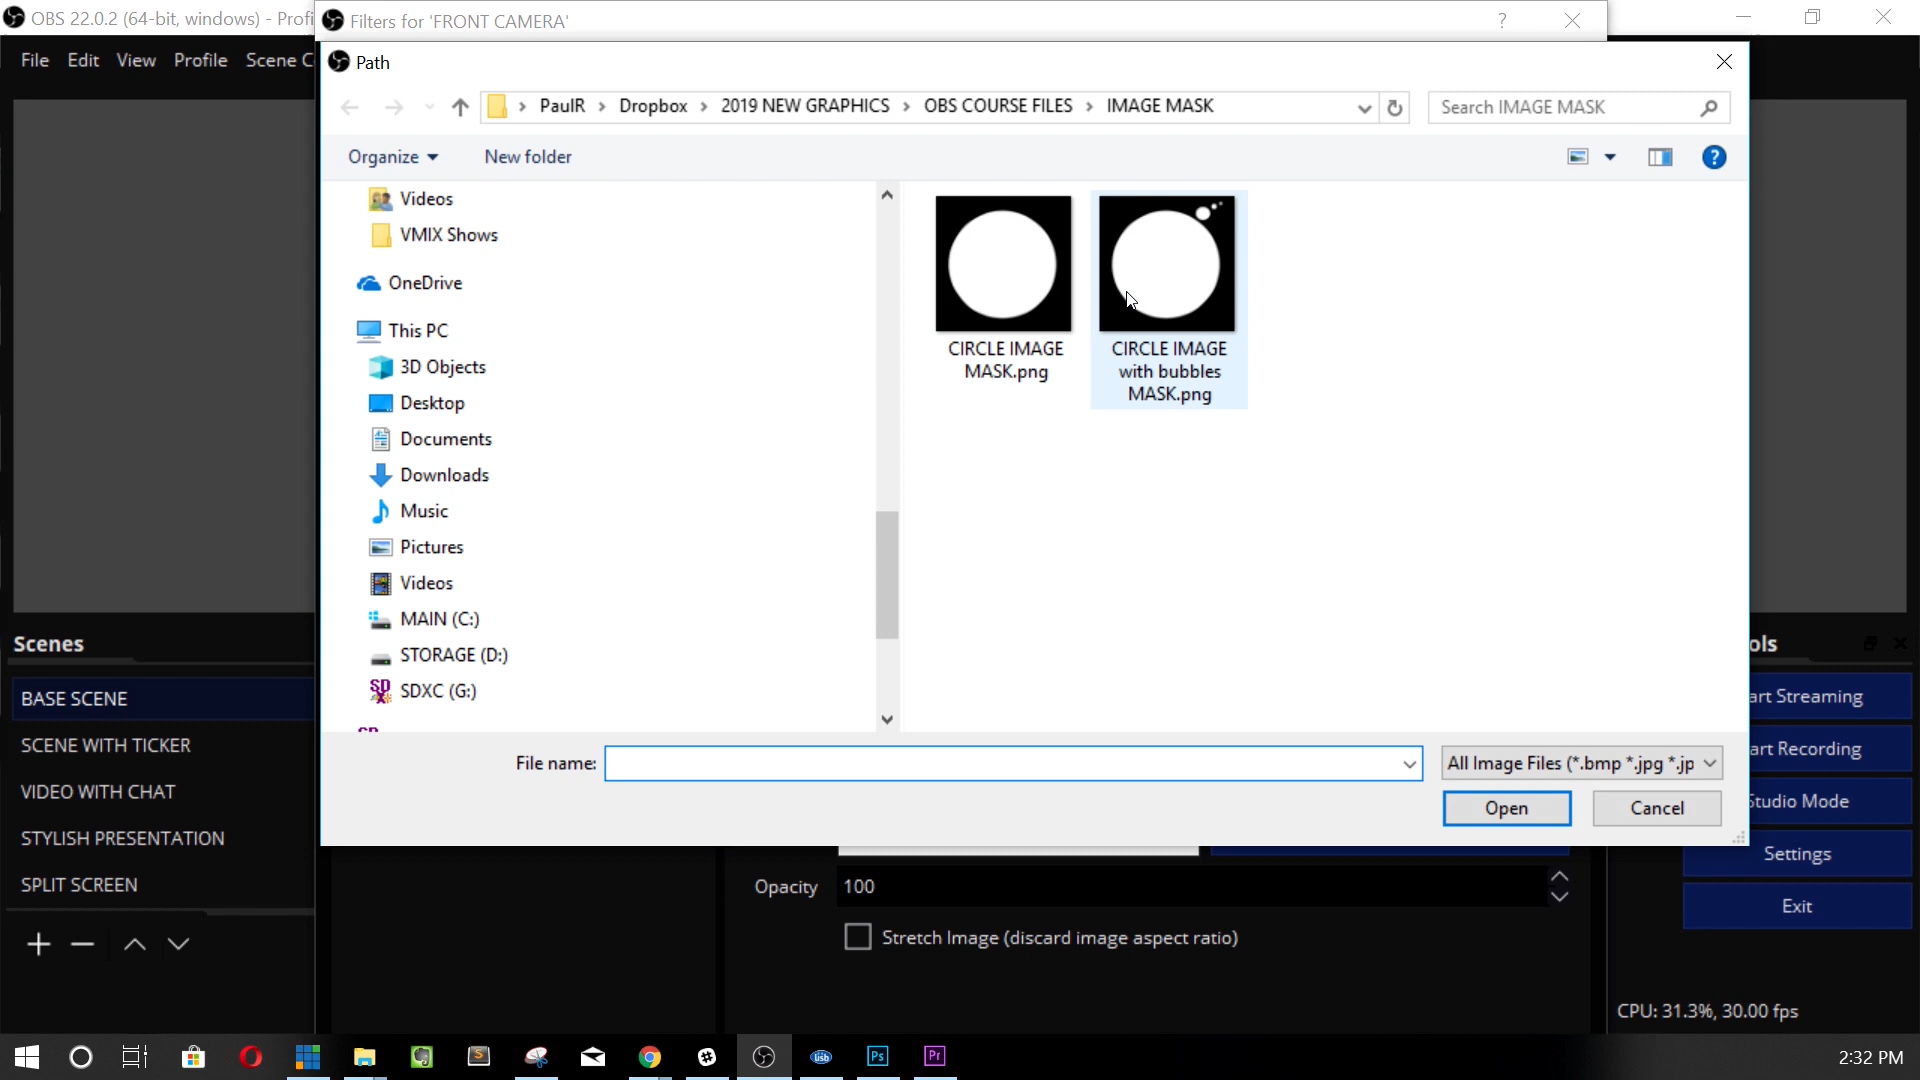 OBS 22.0.2 (64-bit, windows) - Profi
Filters for 'FRONT CAMERA'
File Edit View Profile Scene C
Path
PaulR > Dropbox > 2019 NEW GRAPHICS > OBS COURSE FILES > IMAGE MASK
Search IMAGE MASK
Organize
New folder
Videos
VMIX Shows
OneDrive
This PC
3D Objects
Desktop
Documents
Downloads
Music
Pictures
Videos
MAIN (C:)
STORAGE (D:)
SDXC (G:)
CIRCLE IMAGE
MASK.png
CIRCLE IMAGE
with bubbles
MASK.png
File name:
All Image Files (*.bmp *.jpg *.jp
Open
Cancel
Scenes
BASE SCENE
SCENE WITH TICKER
VIDEO WITH CHAT
STYLISH PRESENTATION
SPLIT SCREEN
Opacity 100
Stretch Image (discard image aspect ratio)
ols
art Streaming
art Recording
Studio Mode
Settings
Exit
CPU: 31.3%, 30.00 fps
2:32 PM